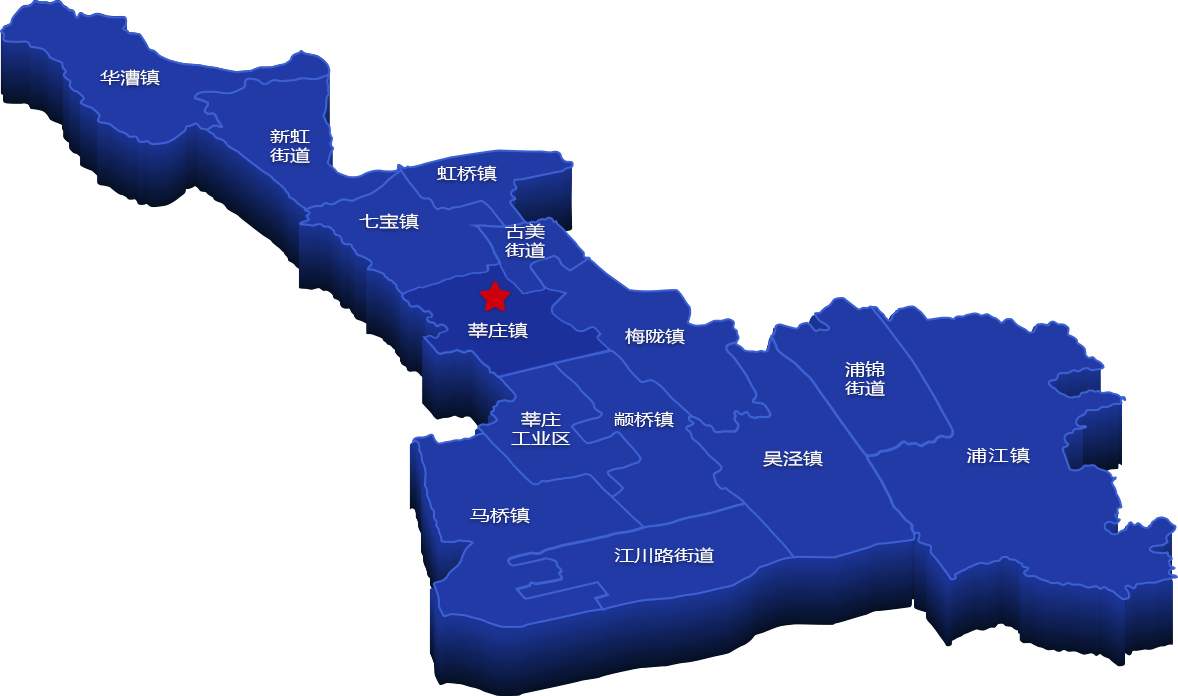 华漕镇
新虹
街道
虹桥镇
七宝镇
古美
街道
莘庄镇
梅陇镇
浦锦
街道
莘庄
工业区
颛桥镇
吴泾镇
浦江镇
马桥镇
江川路街道